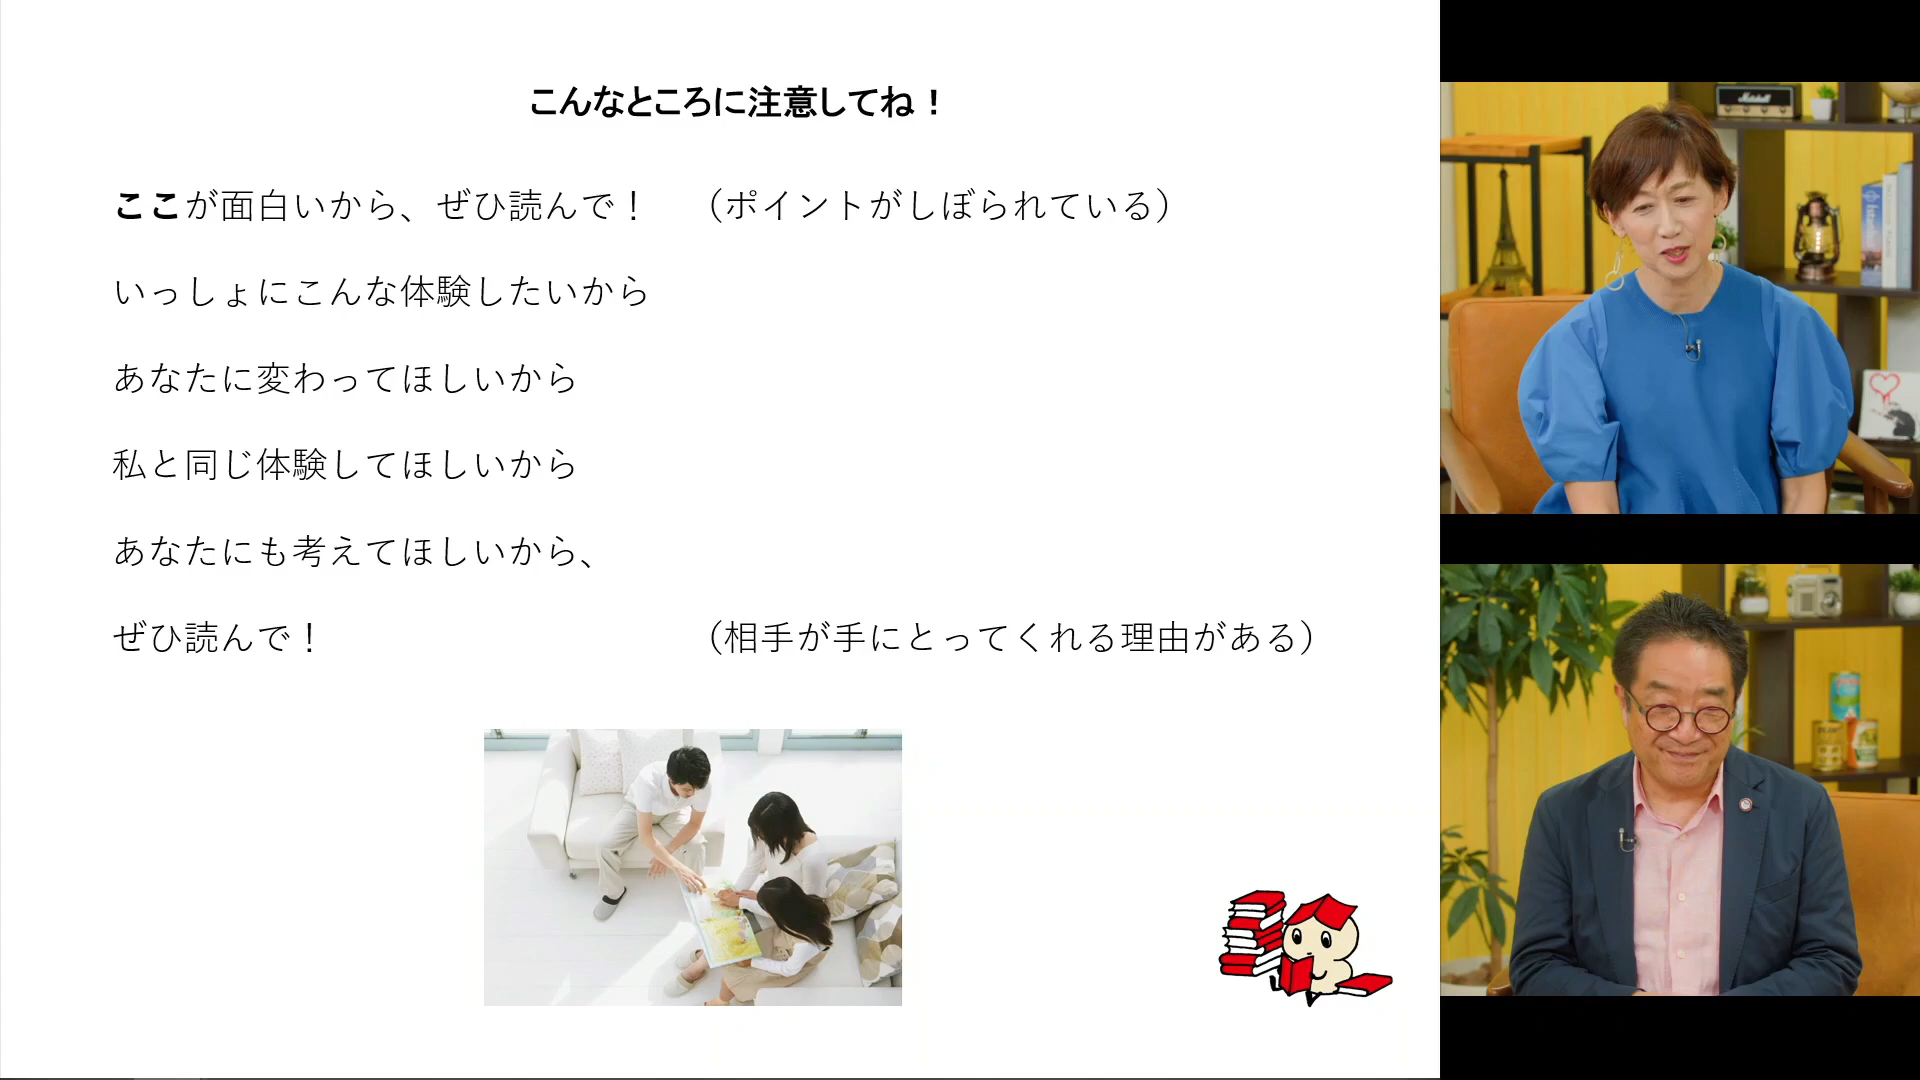 こんなところに注意してね！
ここが面白いから、ぜひ読んで！　（ポイントがしぼられている）
いっしょにこんな体験したいから
あなたに変わってほしいから
私と同じ体験してほしいから
あなたにも考えてほしいから、
ぜひ読んで！　（相手が手にとってくれる理由がある）
Marshall